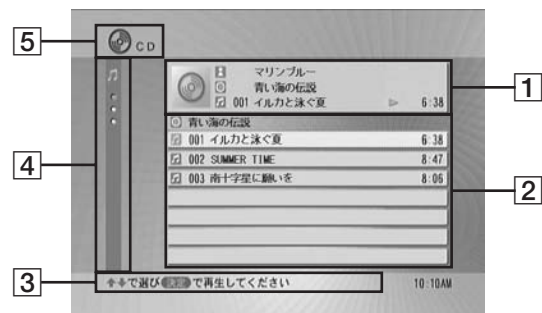 5
CD
マリンブルー
青い海の伝説
001 イルカと泳ぐ夏 ▷ 6:38
1
青い海の伝説
001 イルカと泳ぐ夏 6:38
002 SUMMER TIME 8:47
003 南十字星に願いを 8:06
4
2
3
↑↓で選び 決定 で再生してください 10:10AM